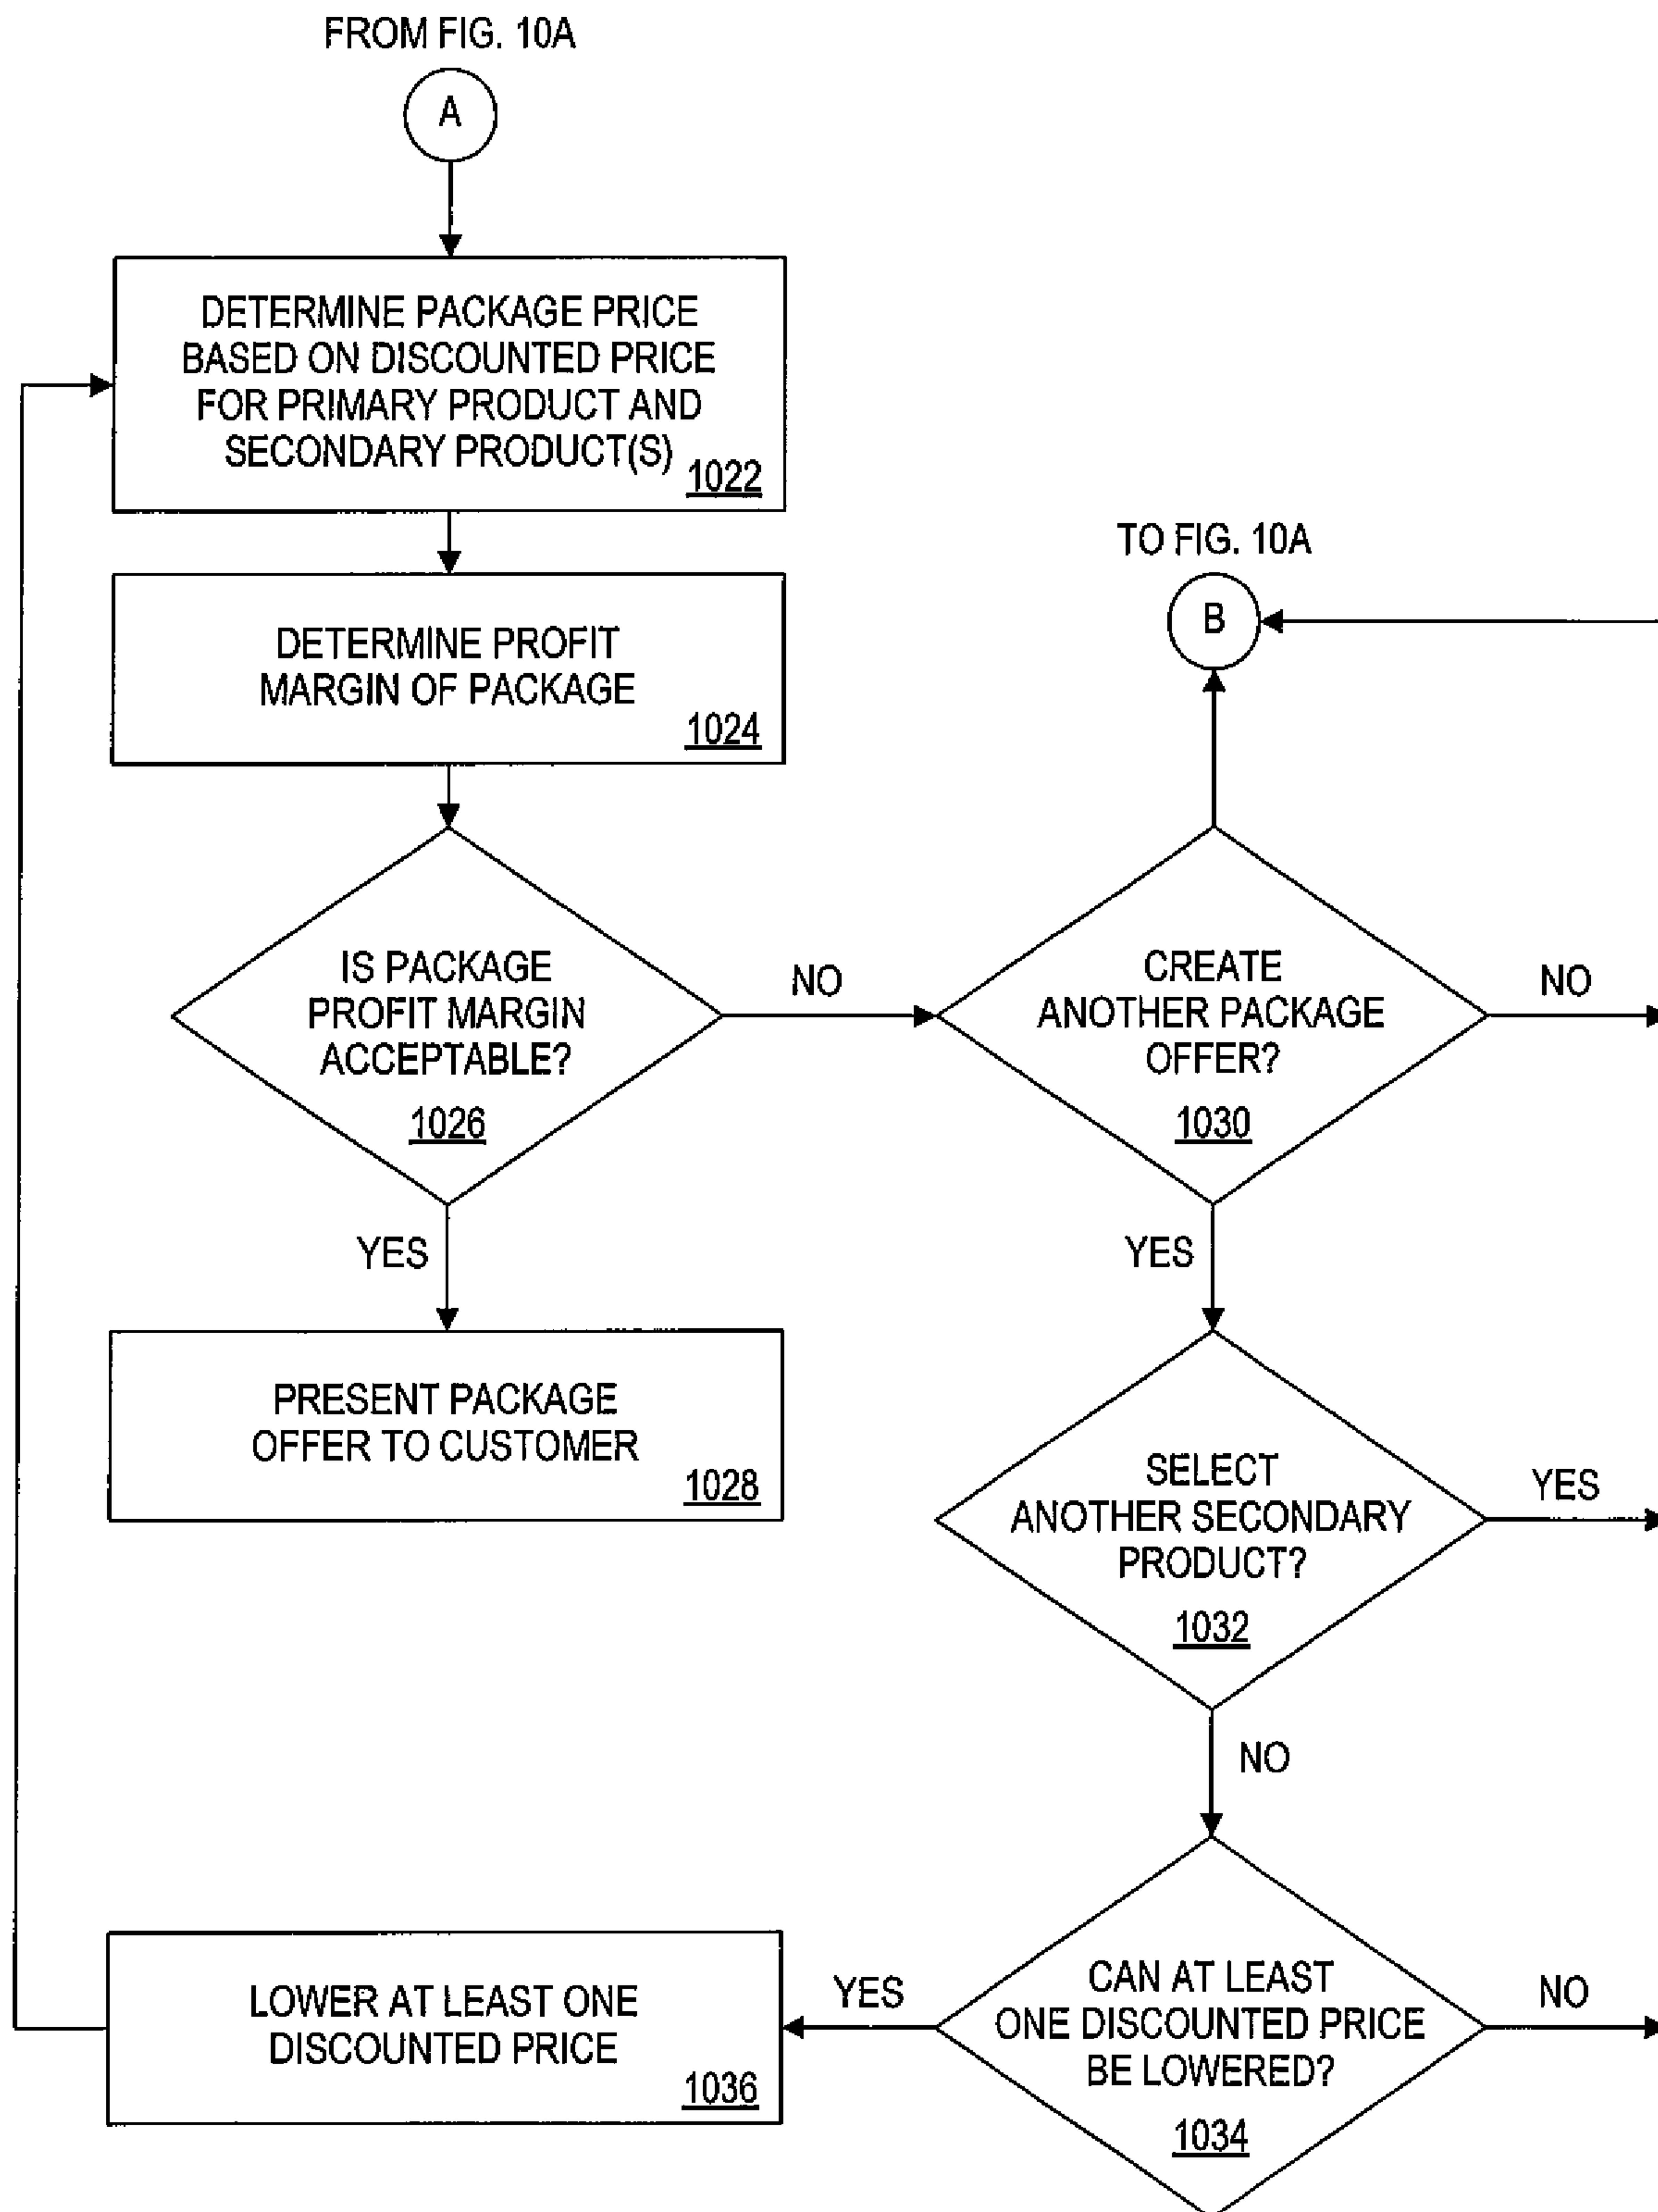 FROM FIG. 10A
A
DETERMINE PACKAGE PRICE
BASED ON DISCOUNTED PRICE
FOR PRIMARY PRODUCT AND
SECONDARY PRODUCT(S)
1022
DETERMINE PROFIT
MARGIN OF PACKAGE
1024
TO FIG. 10A
B
IS PACKAGE
PROFIT MARGIN
ACCEPTABLE?
1026
NO
CREATE
ANOTHER PACKAGE
OFFER?
1030
NO
YES
YES
PRESENT PACKAGE
OFFER TO CUSTOMER
1028
SELECT
ANOTHER SECONDARY
PRODUCT?
1032
YES
NO
LOWER AT LEAST ONE
DISCOUNTED PRICE
1036
YES
CAN AT LEAST
ONE DISCOUNTED PRICE
BE LOWERED?
1034
NO